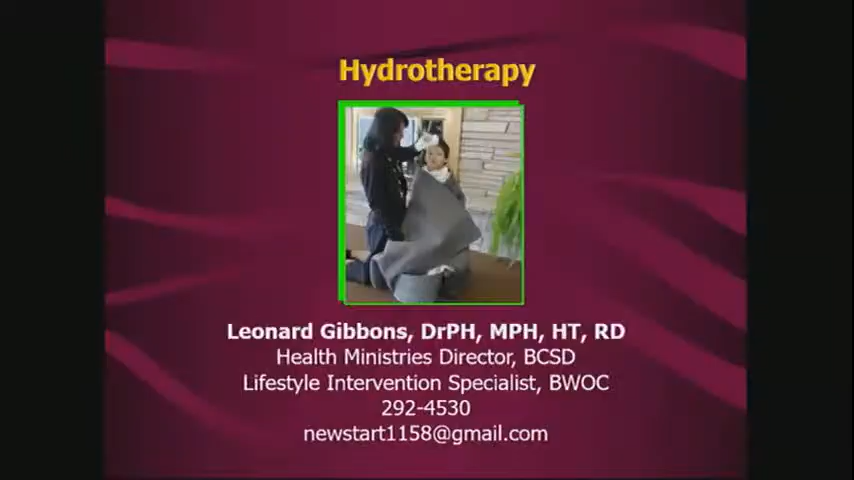 Hydrotherapy
Leonard Gibbons, DrPH, MPH, HT, RD
Health Ministries Director, BCSD
Lifestyle Intervention Specialist, BWOC
292-4530
newstart1158@gmail.com